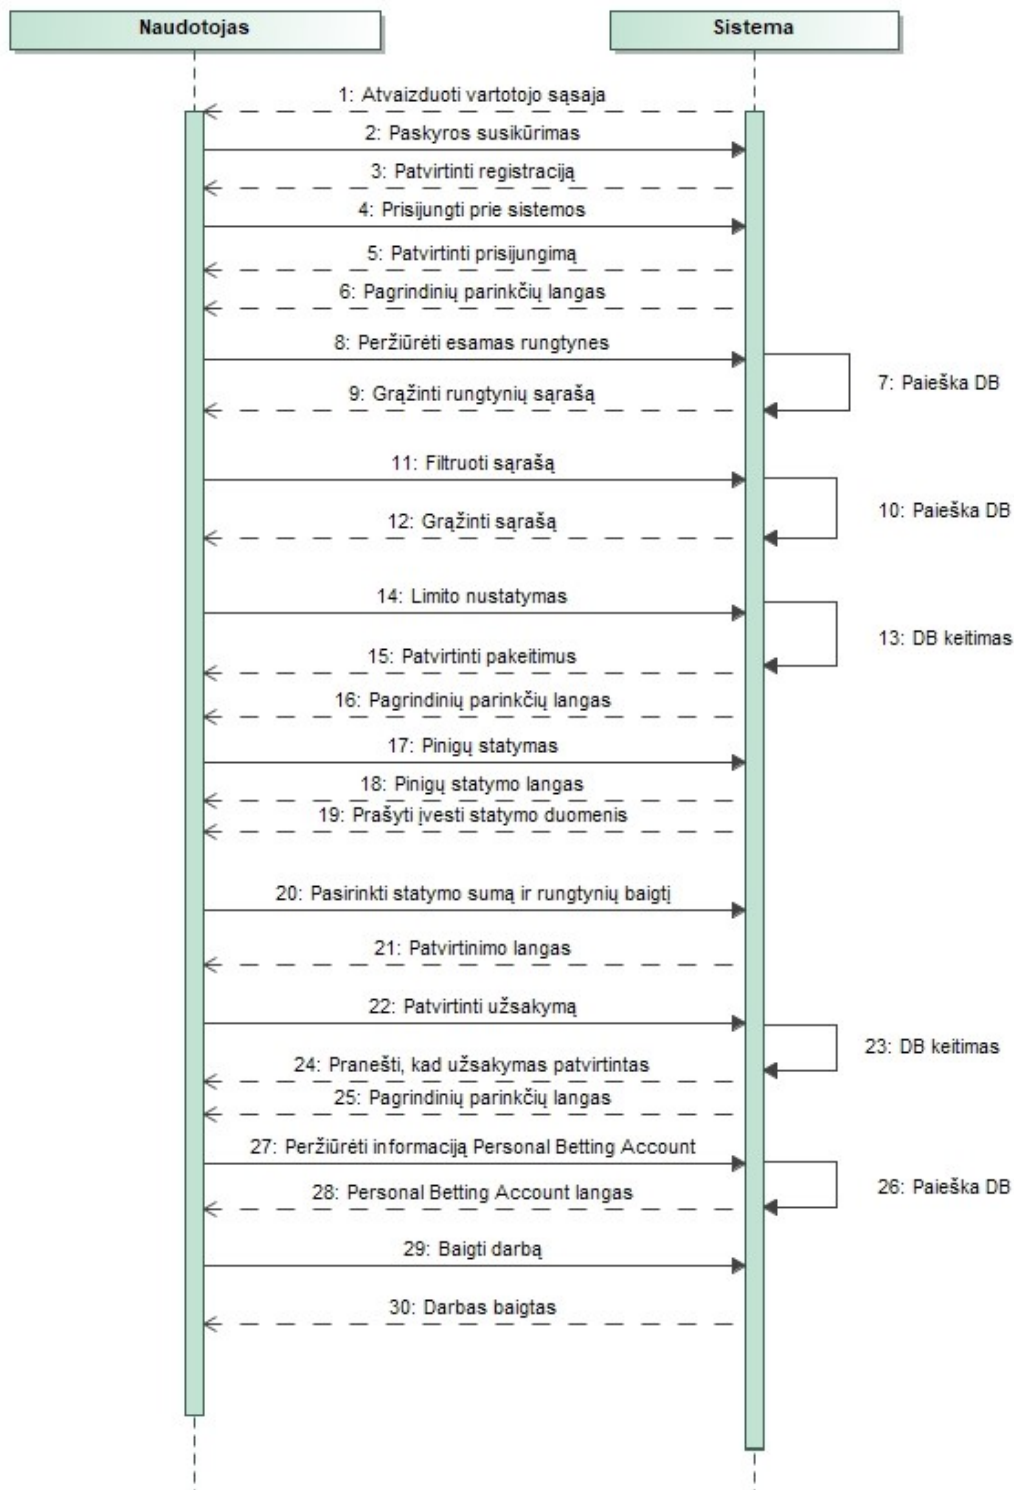 Naudotojas
Sistema
1: Atvaizduoti vartotojo sąsaja
2: Paskyros susikūrimas
3: Patvirtinti registraciją
4: Prisijungti prie sistemos
5: Patvirtinti prisijungimą
6: Pagrindinių parinkčių langas
8: Peržiūrėti esamas rungtynes
7: Paieška DB
9: Grąžinti rungtynių sąrašą
11: Filtruoti sąrašą
10: Paieška DB
12: Grąžinti sąrašą
14: Limito nustatymas
13: DB keitimas
15: Patvirtinti pakeitimus
16: Pagrindinių parinkčių langas
17: Pinigų statymas
18: Pinigų statymo langas
19: Prašyti įvesti statymo duomenis
20: Pasirinkti statymo sumą ir rungtynių baigtį
21: Patvirtinimo langas
22: Patvirtinti užsakymą
23: DB keitimas
24: Pranešti, kad užsakymas patvirtintas
25: Pagrindinių parinkčių langas
27: Peržiūrėti informaciją Personal Betting Account
26: Paieška DB
28: Personal Betting Account langas
29: Baigti darbą
30: Darbas baigtas